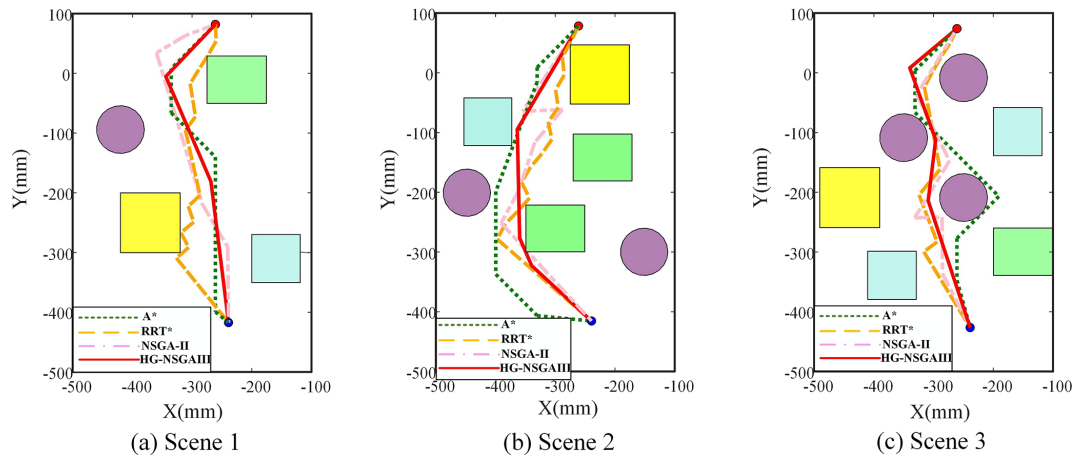 100
0
-100
-200
-300
-400
-500
-500
-400
-300
-200
-100
Y(mm)
X(mm)
A*
RRT*
NSGA-II
HG-NSGAIII
(a) Scene 1
100
0
-100
-200
-300
-400
-500
-500
-400
-300
-200
-100
Y(mm)
X(mm)
A*
RRT*
NSGA-II
HG-NSGAIII
(b) Scene 2
100
0
-100
-200
-300
-400
-500
-500
-400
-300
-200
-100
Y(mm)
X(mm)
A*
RRT*
NSGA-II
HG-NSGAIII
(c) Scene 3